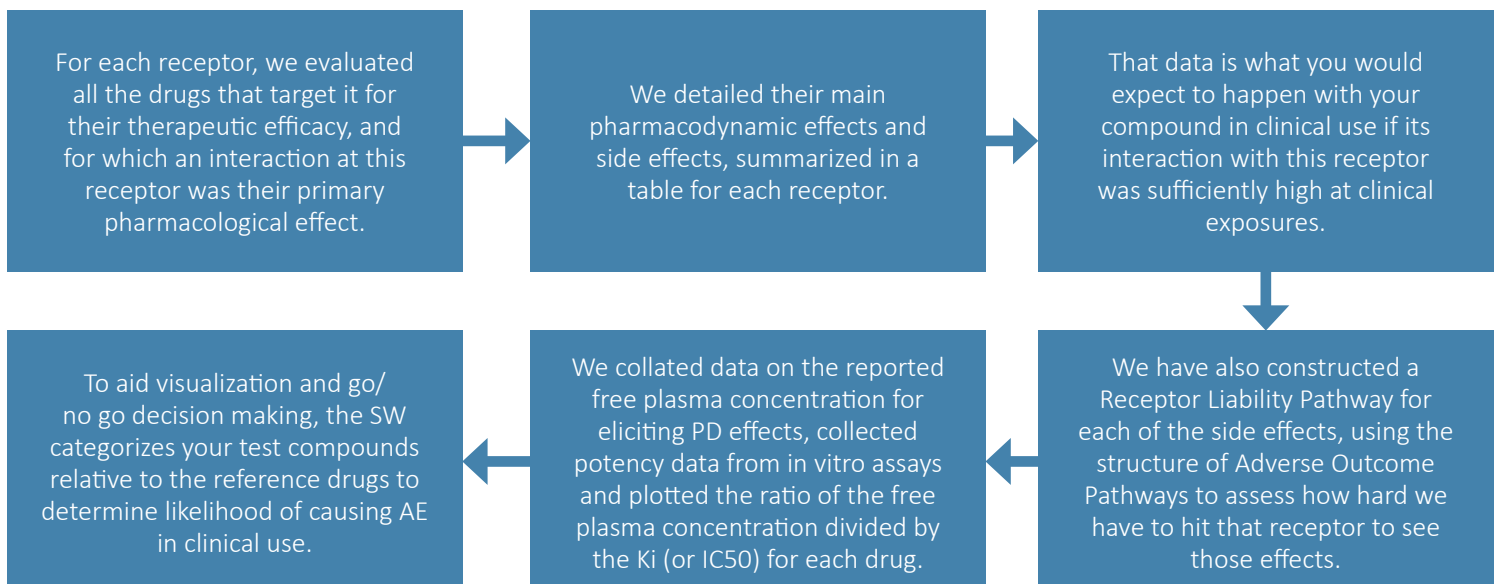 For each receptor, we evaluated
all the drugs that target it for
their therapeutic efficacy, and
for which an interaction at this
receptor was their primary
pharmacological effect.
We detailed their main
pharmacodynamic effects and
side effects, summarized in a
table for each receptor.
That data is what you would
expect to happen with your
compound in clinical use if its
interaction with this receptor
was sufficiently high at clinical
exposures.
We have also constructed a
Receptor Liability Pathway for
each of the side effects, using the
structure of Adverse Outcome
Pathways to assess how hard we
have to hit that receptor to see
those effects.
We collated data on the reported
free plasma concentration for
eliciting PD effects, collected
potency data from in vitro assays
and plotted the ratio of the free
plasma concentration divided by
the Ki (or IC50) for each drug.
To aid visualization and go/
no go decision making, the SW
categorizes your test compounds
relative to the reference drugs to
determine likelihood of causing AE
in clinical use.